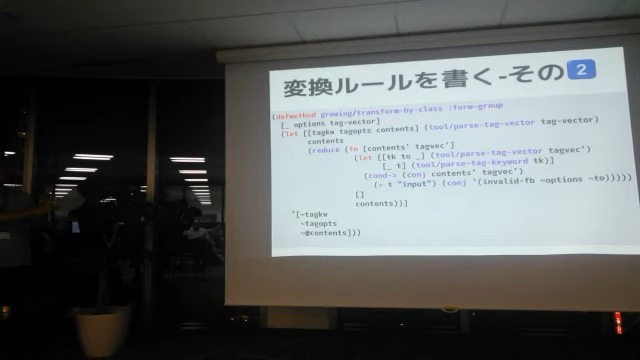 変換ルールを書く-その2
(defmethod growing/transform-by-class :form-group
[_ options tag-vector]
(let [[tagkw tagopts contents] (tool/parse-tag-vector tag-vector)
contents
(reduce (fn [contents' tagvec']
(let [[tk to _] (tool/parse-tag-vector tagvec')
[_ t] (tool/parse-tag-keyword tk)]
(cond-> (conj contents' tagvec')
(= t "input") (conj `(invalid-fb ~options ~to)))))
[]
contents))]
`[~tagkw
~tagopts
~@contents]))